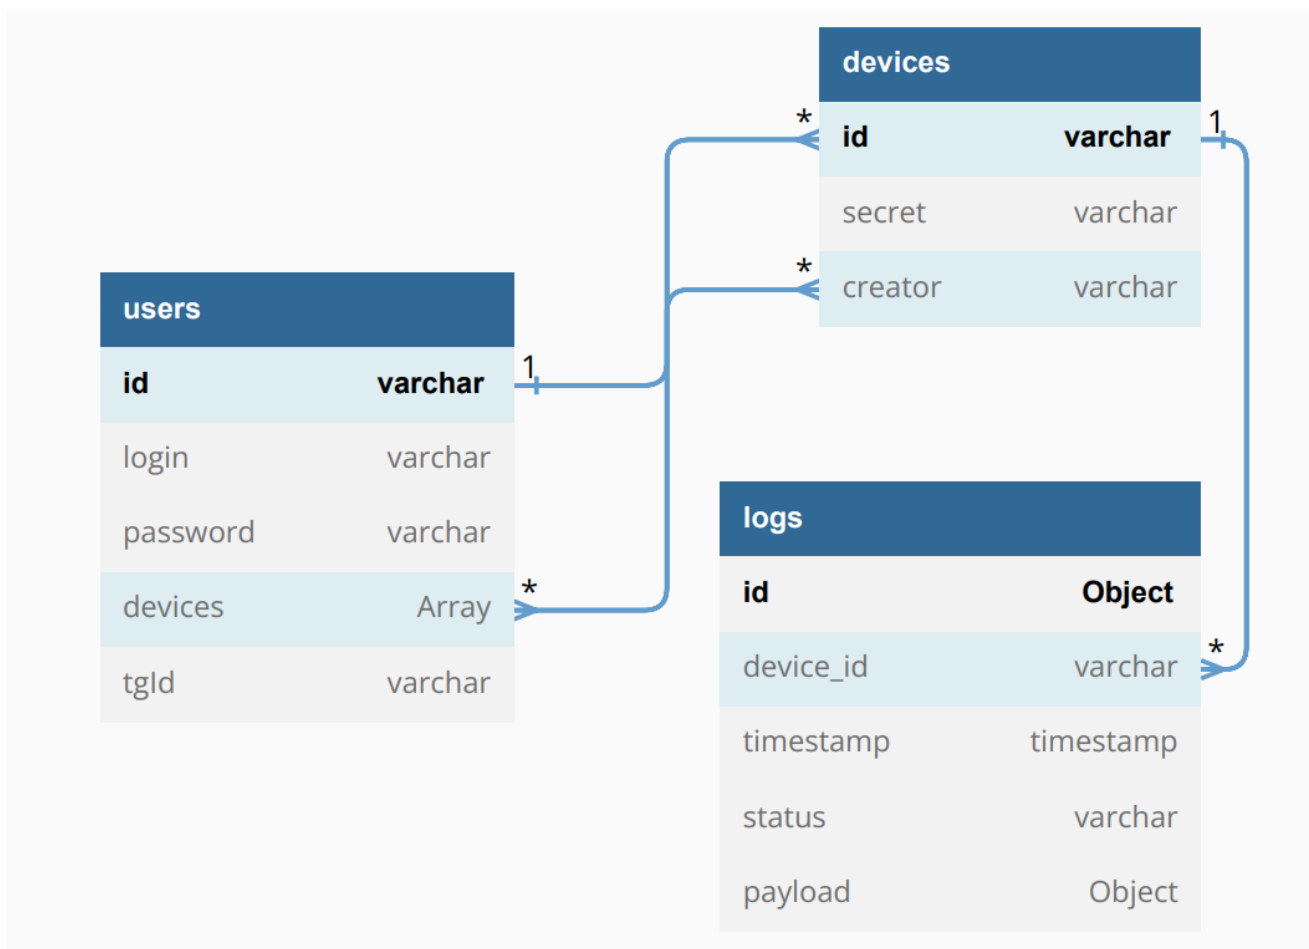 devices
* id varchar 1
secret varchar
* creator varchar
users
id varchar 1
login varchar
password varchar
devices Array *
tgId varchar
logs
id Object
device_id varchar *
timestamp timestamp
status varchar
payload Object